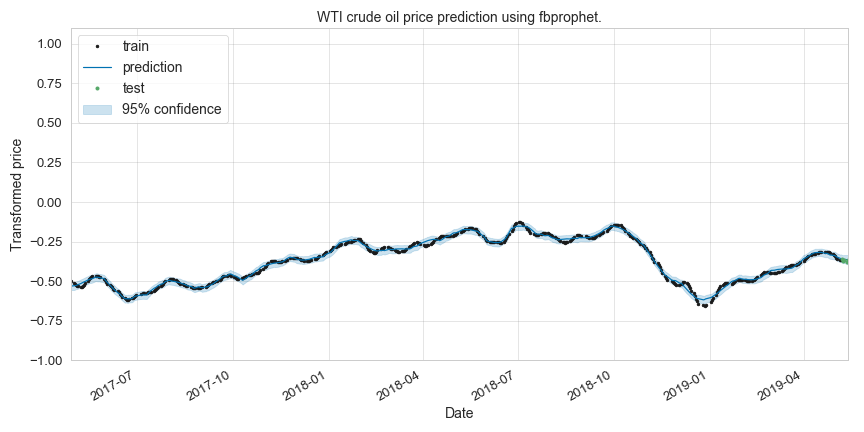 WTI crude oil price prediction using fbprophet.
train
prediction
test
95% confidence
Transformed price
1.00
0.75
0.50
0.25
0.00
−0.25
−0.50
−0.75
−1.00
2017-07
2017-10
2018-01
2018-04
2018-07
2018-10
2019-01
2019-04
Date